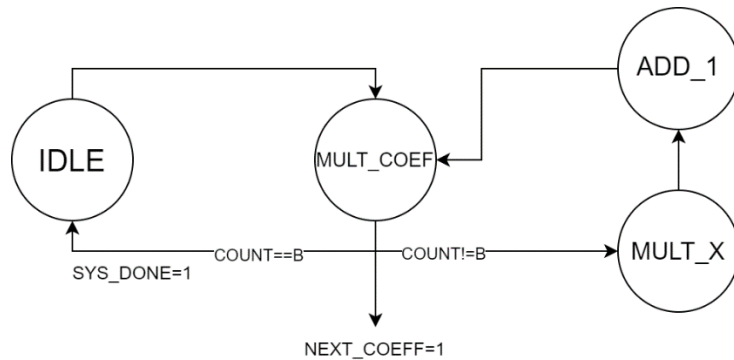 ADD_1
IDLE
MULT_COEF
COUNT==B
COUNT!=B
MULT_X
SYS_DONE=1
NEXT_COEFF=1